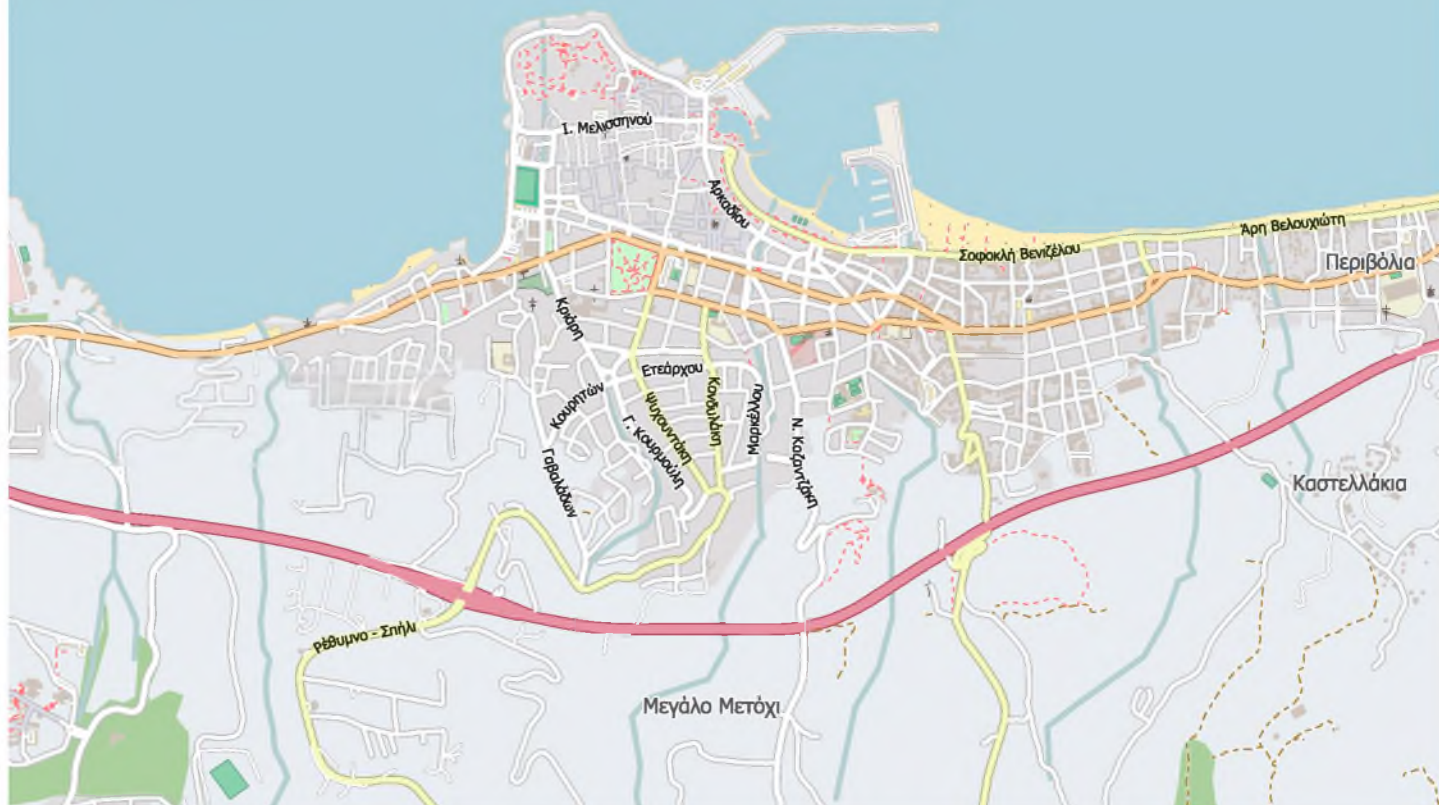 Ι. Μελισσηνού
Αρκαδίου
Σοφοκλή Βενιζέλου
Άρη Βελουχιώτη
Περιβόλια
Κριάρη
Ετεάρχου
Κουρητών
Ψυχουντάκη
Κονδυλάκη
Μαρκέλλου
Ν. Καζαντζάκη
Γ. Κουρμούλη
Γαβαλάδων
Καστελλάκια
Ρέθυμνο - Σπήλι
Μεγάλο Μετόχι